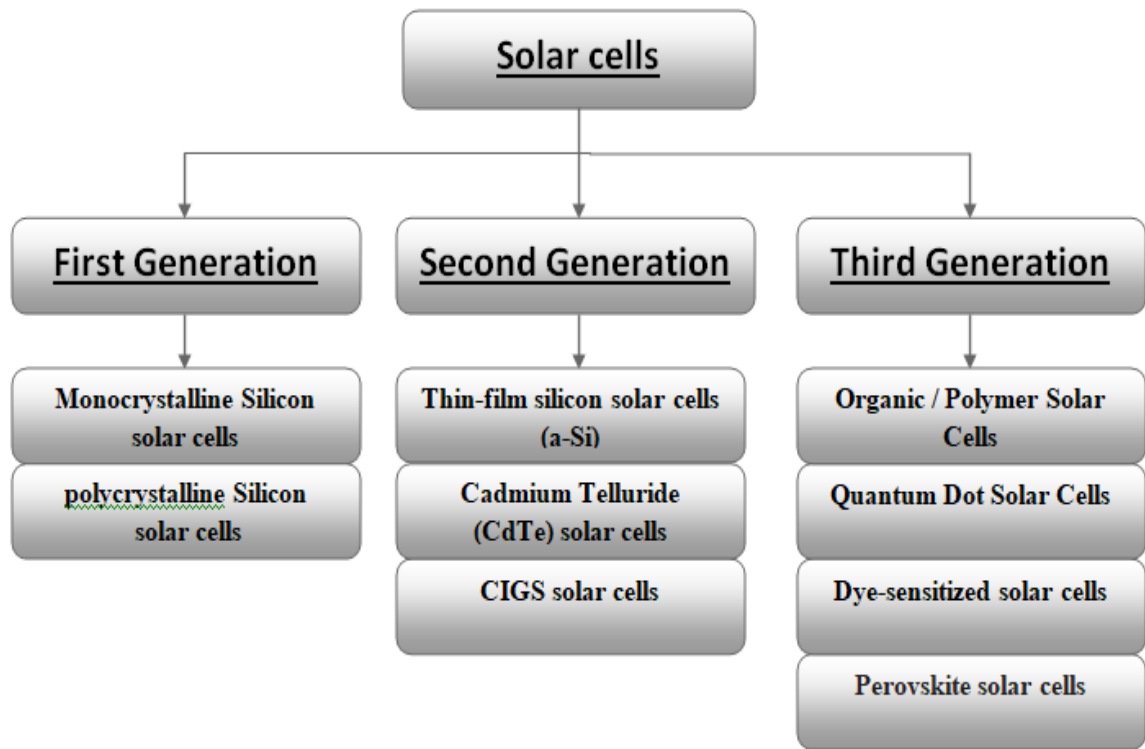 Solar cells
First Generation
Second Generation
Third Generation
Monocrystalline Silicon
solar cells
polycrystalline Silicon
solar cells
Thin-film silicon solar cells
(a-Si)
Cadmium Telluride
(CdTe) solar cells
CIGS solar cells
Organic / Polymer Solar
Cells
Quantum Dot Solar Cells
Dye-sensitized solar cells
Perovskite solar cells